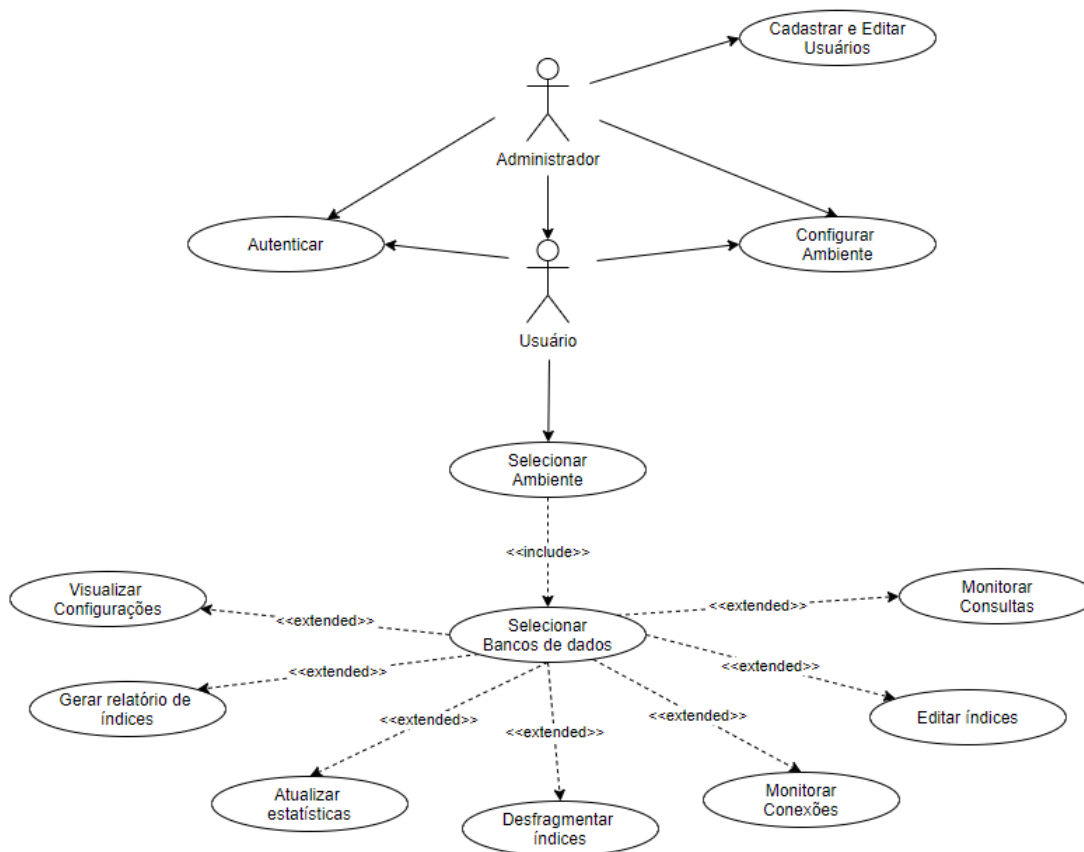 Cadastrar e Editar
Usuários
Administrador
Autenticar
Configurar
Ambiente
Usuário
Selecionar
Ambiente
<<include>>
Visualizar
Configurações
<<extended>>
<<extended>>
Monitorar
Consultas
Selecionar
Bancos de dados
<<extended>>
<<extended>>
Gerar relatório de
índices
Editar índices
<<extended>>
<<extended>>
<<extended>>
Atualizar
estatísticas
Desfragmentar
índices
Monitorar
Conexões